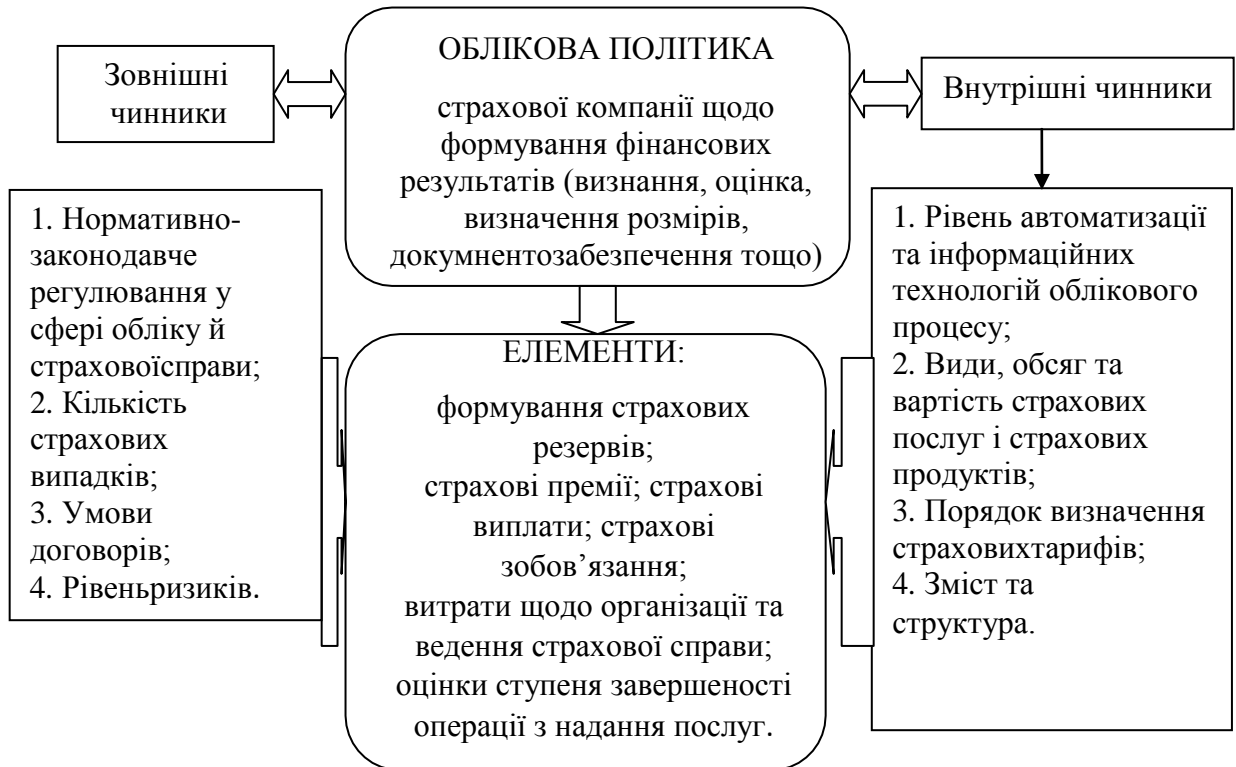 Зовнішні
чинники
ОБЛІКОВА ПОЛІТИКА
страхової компанії щодо
формування фінансових
результатів (визнання, оцінка,
визначення розмірів,
докумнентозабезпечення тощо)
Внутрішні чинники
1. Нормативно-
законодавче
регулювання у
сфері обліку й
страховоїсправи;
2. Кількість
страхових
випадків;
3. Умови
договорів;
4. Рівеньризиків.
ЕЛЕМЕНТИ:
формування страхових
резервів;
страхові премії; страхові
виплати; страхові
зобов’язання;
витрати щодо організації та
ведення страхової справи;
оцінки ступеня завершеності
операції з надання послуг.
1. Рівень автоматизації
та інформаційних
технологій облікового
процесу;
2. Види, обсяг та
вартість страхових
послуг і страхових
продуктів;
3. Порядок визначення
страховихтарифів;
4. Зміст та
структура.